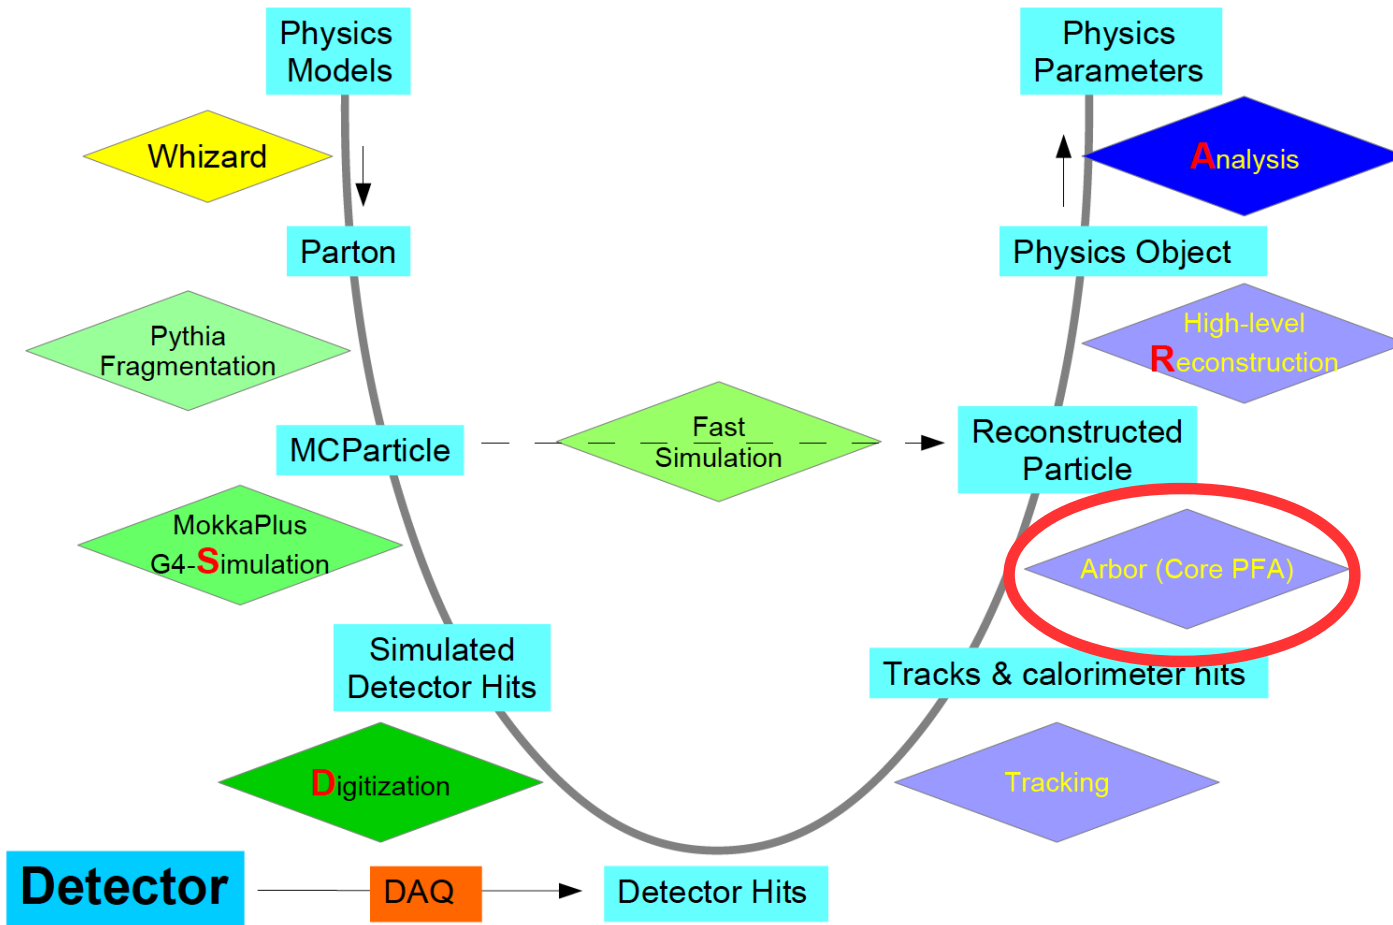 Physics
Models
Physics
Parameters
Whizard
Analysis
Parton
Physics Object
Pythia
Fragmentation
High-level
Reconstruction
MCParticle
Fast
Simulation
Reconstructed
Particle
MokkaPlus
G4-Simulation
Arbor (Core PFA)
Simulated
Detector Hits
Tracks & calorimeter hits
Digitization
Tracking
Detector
DAQ
Detector Hits